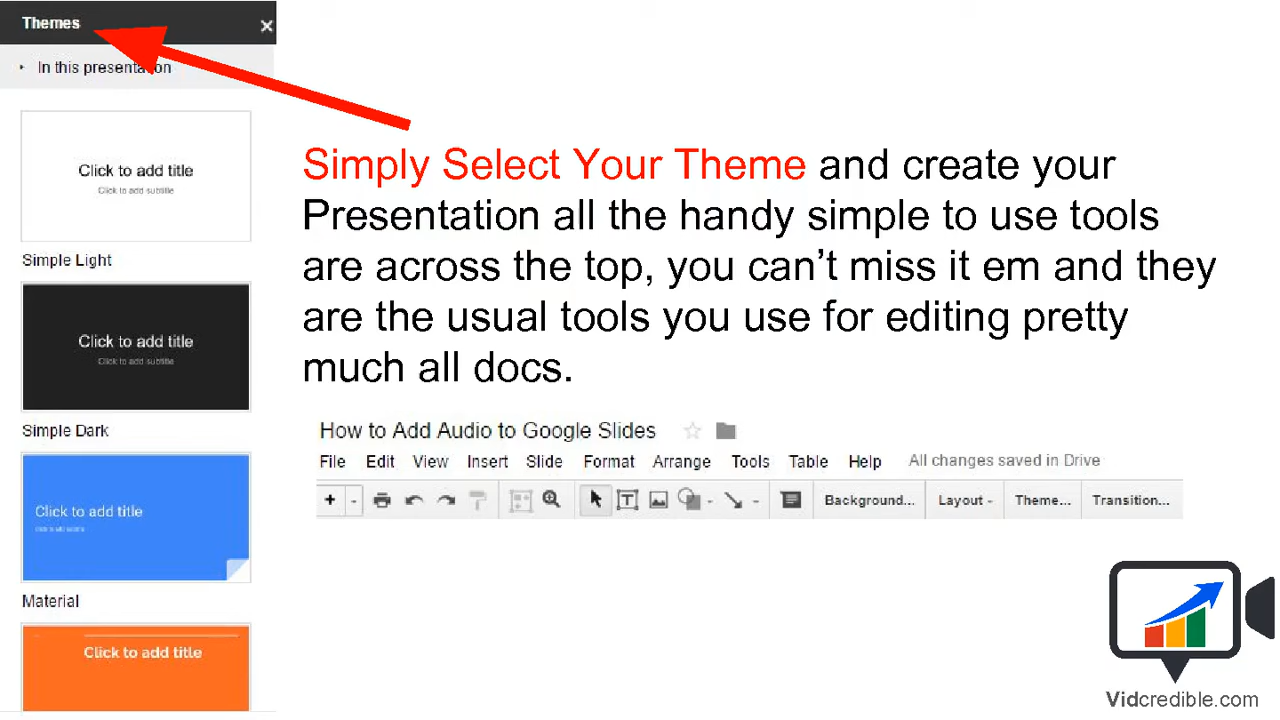 Themes
In this presentation
Click to add title
Click to add subtitle
Simple Light
Click to add title
Click to add subtitle
Simple Dark
Click to add title
Material
Click to add title
Simply Select Your Theme and create your
Presentation all the handy simple to use tools
are across the top, you can’t miss it em and they
are the usual tools you use for editing pretty
much all docs.
How to Add Audio to Google Slides
File Edit View Insert Slide Format Arrange Tools Table Help All changes saved in Drive
Background... Layout Theme... Transition...
Vidcredible.com